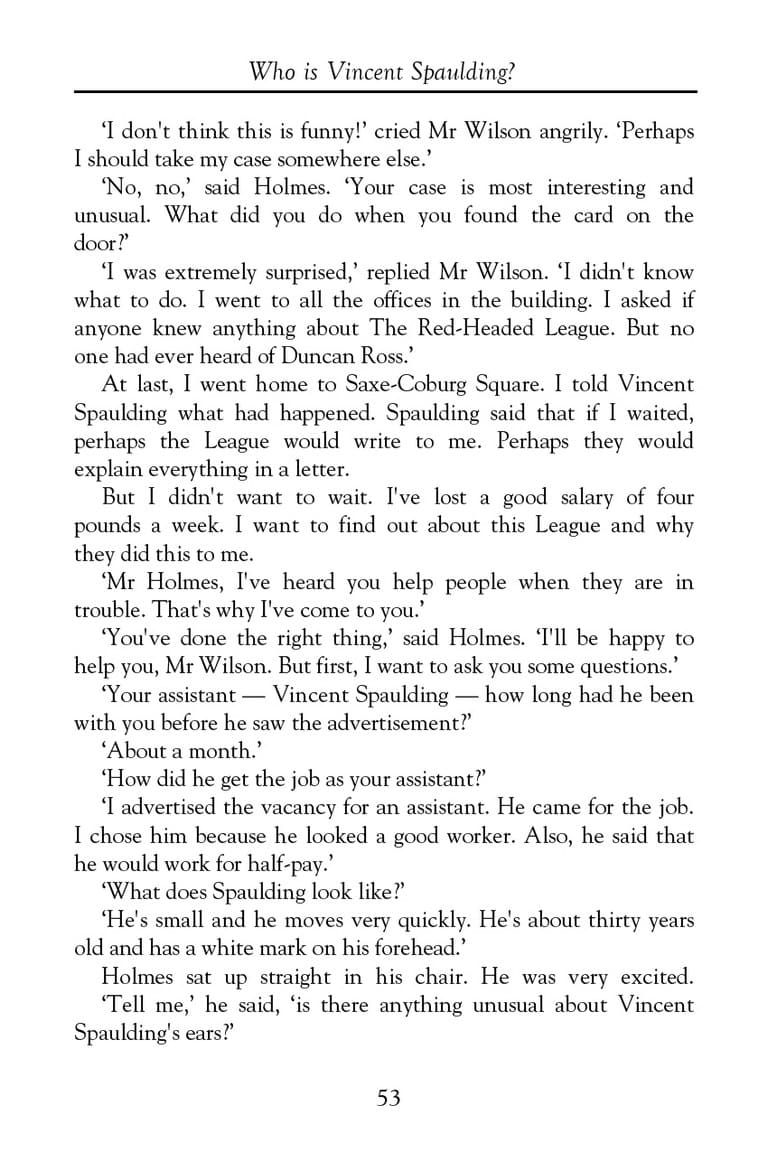 Who is Vincent Spaulding?
‘I don't think this is funny!’ cried Mr Wilson angrily. ‘Perhaps
I should take my case somewhere else.’
‘No, no,’ said Holmes. ‘Your case is most interesting and
unusual. What did you do when you found the card on the
door?’
‘I was extremely surprised,’ replied Mr Wilson. ‘I didn't know
what to do. I went to all the offices in the building. I asked if
anyone knew anything about The Red-Headed League. But no
one had ever heard of Duncan Ross.’
At last, I went home to Saxe-Coburg Square. I told Vincent
Spaulding what had happened. Spaulding said that if I waited,
perhaps the League would write to me. Perhaps they would
explain everything in a letter.
But I didn't want to wait. I've lost a good salary of four
pounds a week. I want to find out about this League and why
they did this to me.
‘Mr Holmes, I've heard you help people when they are in
trouble. That's why I've come to you.’
‘You've done the right thing,’ said Holmes. ‘I'll be happy to
help you, Mr Wilson. But first, I want to ask you some questions.’
‘Your assistant — Vincent Spaulding — how long had he been
with you before he saw the advertisement?’
‘About a month.’
‘How did he get the job as your assistant?’
‘I advertised the vacancy for an assistant. He came for the job.
I chose him because he looked a good worker. Also, he said that
he would work for half-pay.’
‘What does Spaulding look like?’
‘He's small and he moves very quickly. He's about thirty years
old and has a white mark on his forehead.’
Holmes sat up straight in his chair. He was very excited.
‘Tell me,’ he said, ‘is there anything unusual about Vincent
Spaulding's ears?’
53